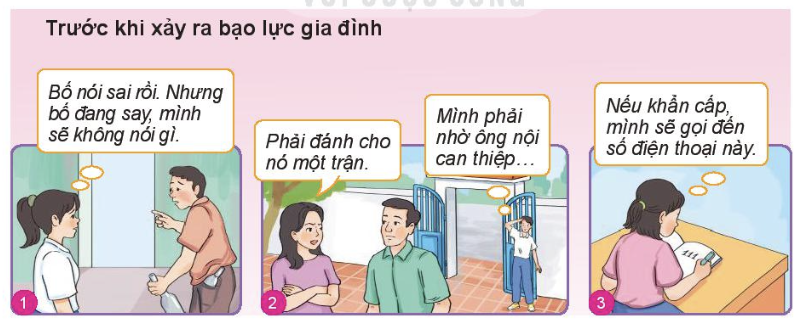 Trước khi xảy ra bạo lực gia đình
Bố nói sai rồi. Nhưng
bố đang say, mình
sẽ không nói gì.
Phải đánh cho
nó một trận.
Mình phải
nhờ ông nội
can thiệp...
Nếu khẩn cấp,
mình sẽ gọi đến
số điện thoại này.
1
2
3